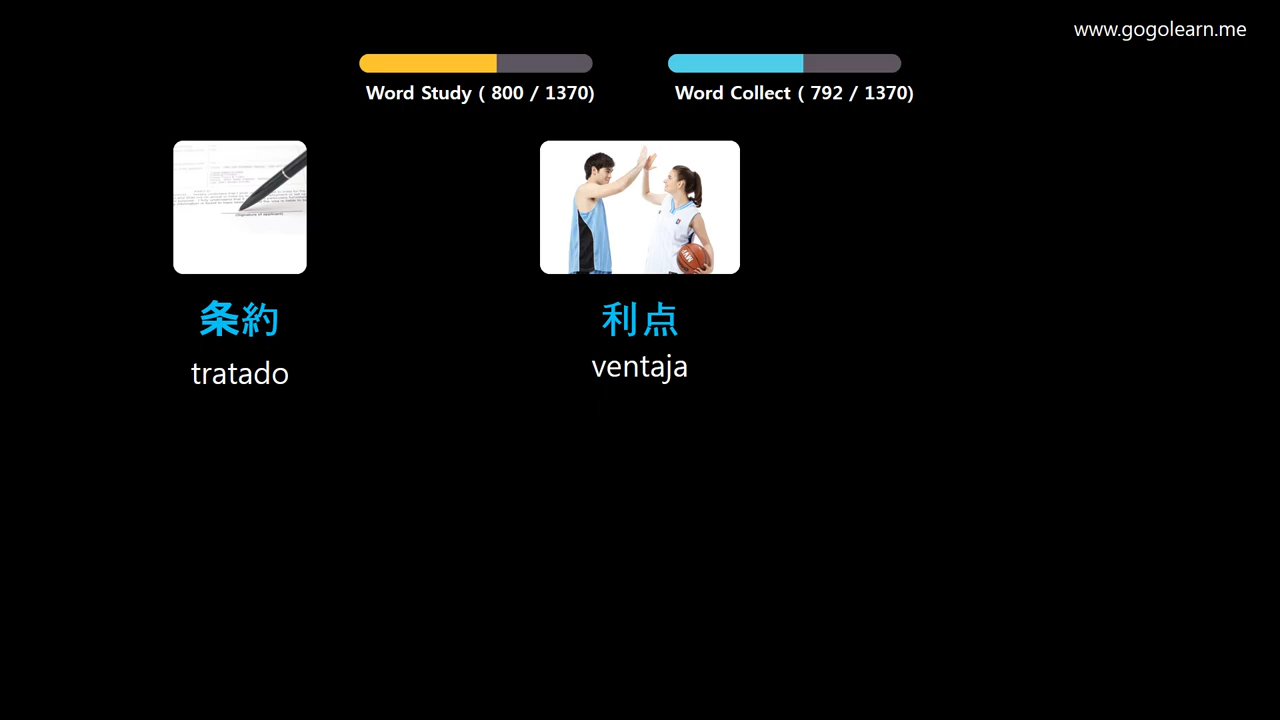 www.gogolearn.me
Word Study ( 800 / 1370)
Word Collect ( 792 / 1370)
条約
利点
tratado
ventaja